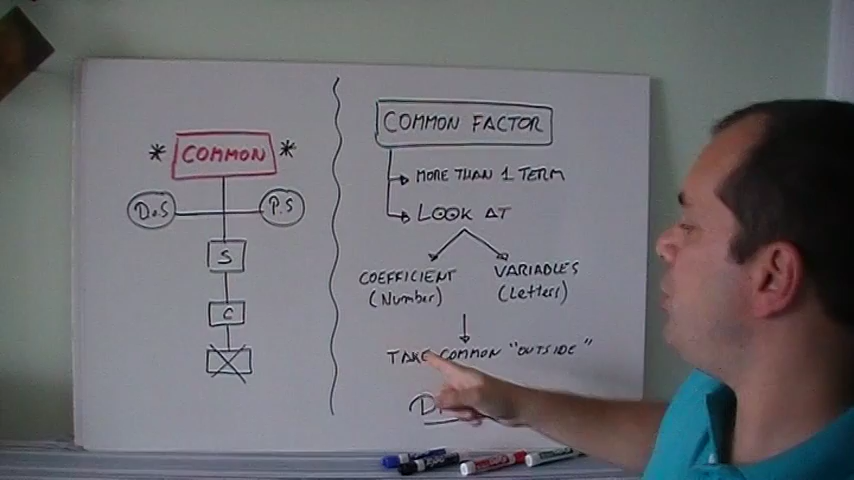 * COMMON *
D.S
P.S
S
C
COMMON FACTOR
MORE THAN 1 TERM
LOOK AT
COEFFICIENT
(Number)
VARIABLES
(Letters)
TAKE COMMON "OUTSIDE"